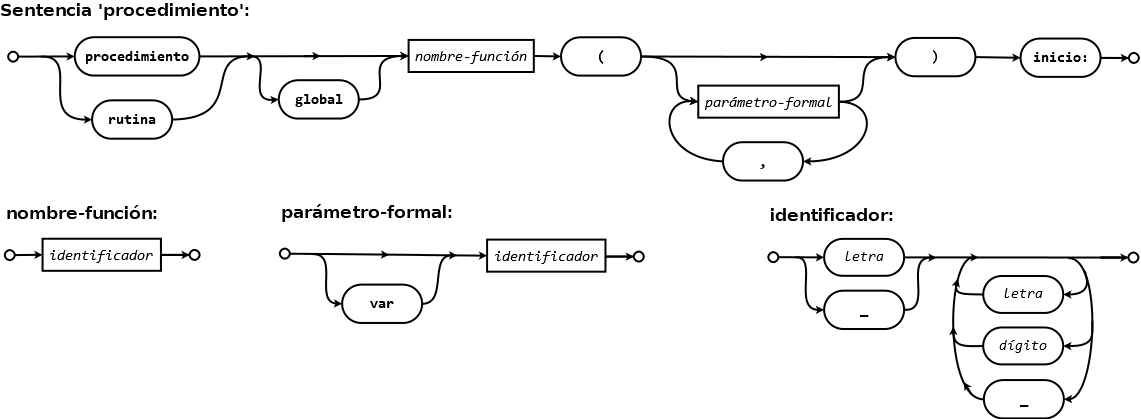 Sentencia 'procedimiento':
procedimiento
rutina
global
nombre-función
(
parámetro-formal
,
)
inicio:
nombre-función:
identificador
parámetro-formal:
var
identificador
identificador:
letra
_
letra
dígito
_